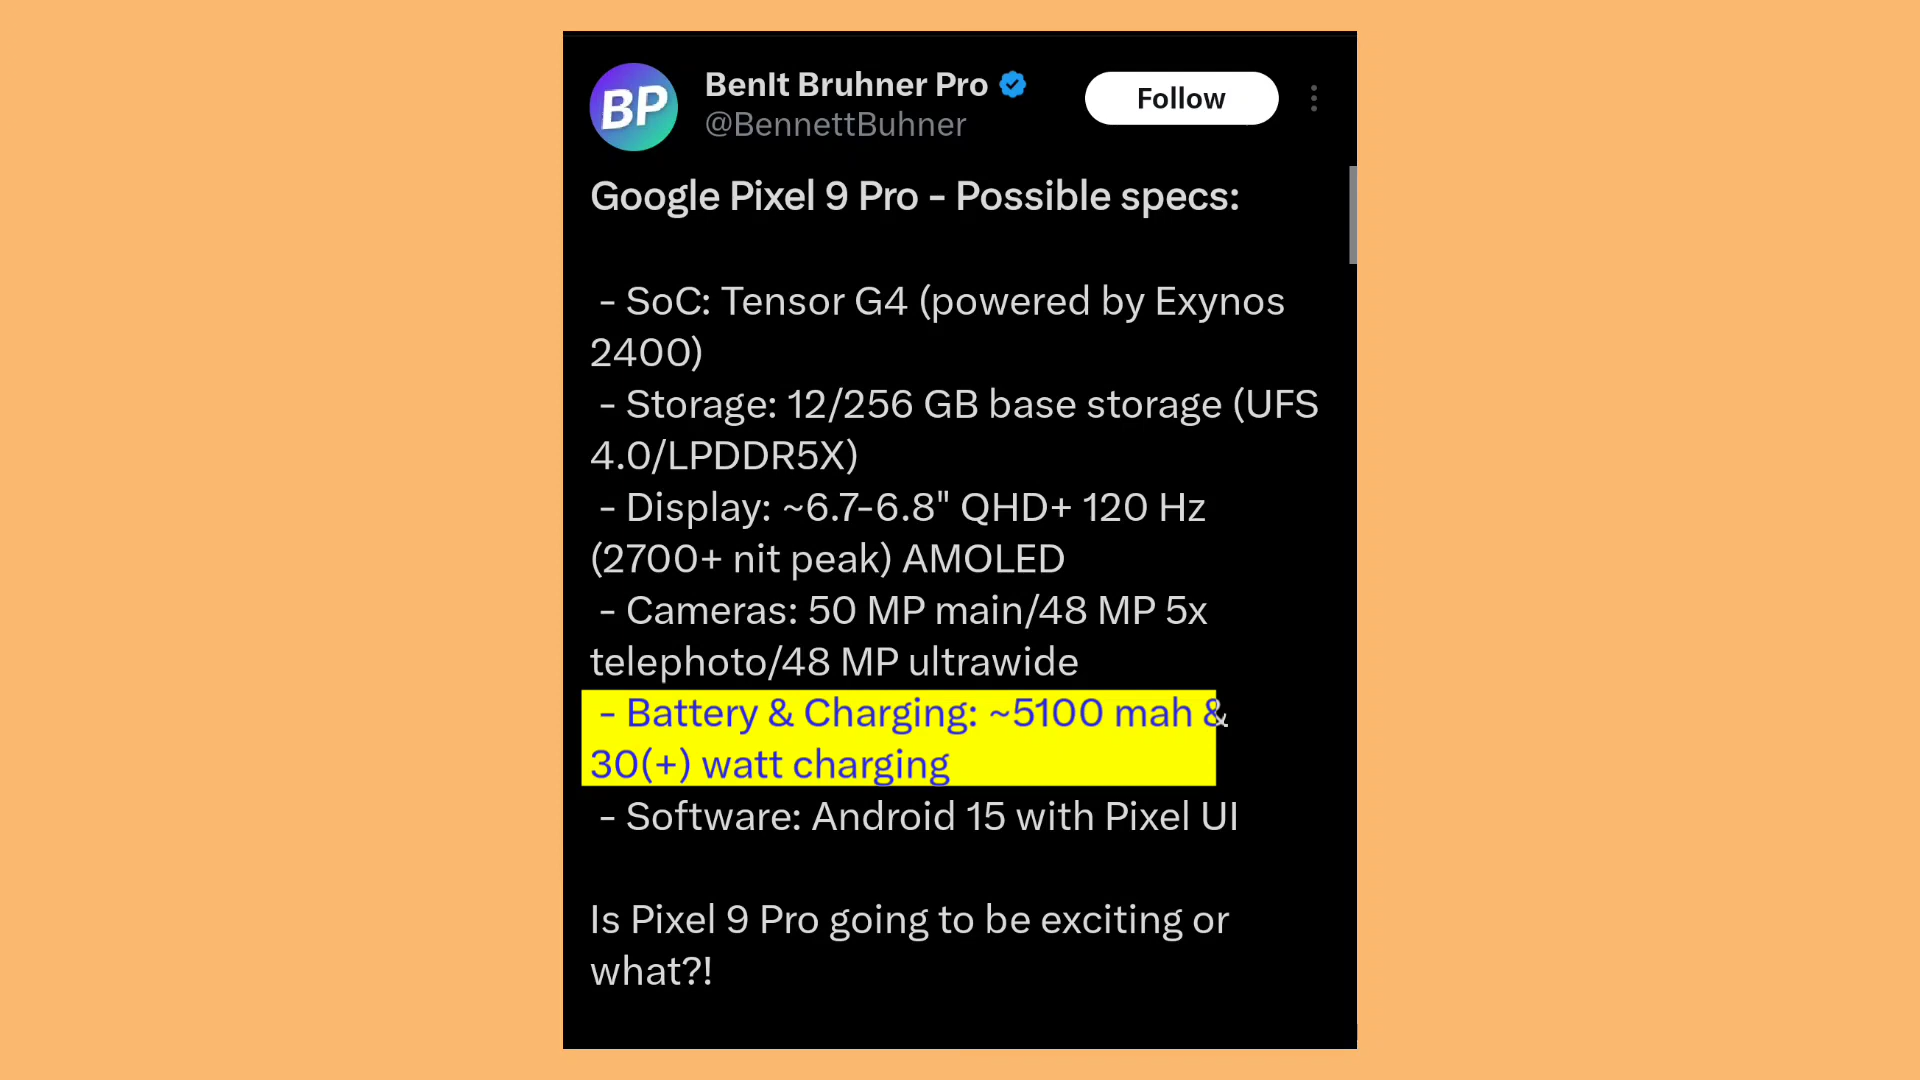 BP
BenIt Bruhner Pro
@BennettBuhner
Follow
Google Pixel 9 Pro - Possible specs:
- SoC: Tensor G4 (powered by Exynos
2400)
- Storage: 12/256 GB base storage (UFS
4.0/LPDDR5X)
- Display: ~6.7-6.8" QHD+ 120 Hz
(2700+ nit peak) AMOLED
- Cameras: 50 MP main/48 MP 5x
telephoto/48 MP ultrawide
- Battery & Charging: ~5100 mah &
30(+) watt charging
- Software: Android 15 with Pixel UI
Is Pixel 9 Pro going to be exciting or
what?!